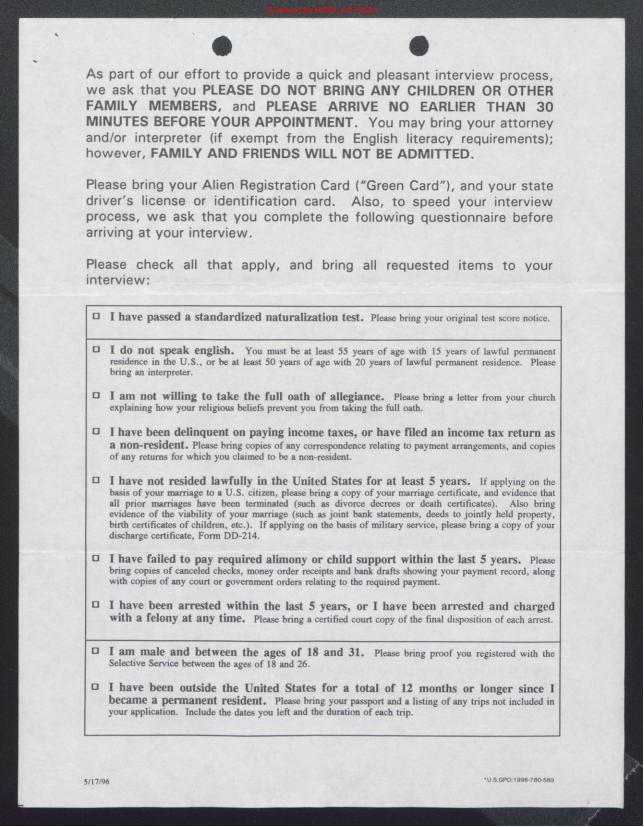 As part of our effort to provide a quick and pleasant interview process,
we ask that you PLEASE DO NOT BRING ANY CHILDREN OR OTHER
FAMILY MEMBERS, and PLEASE ARRIVE NO EARLIER THAN 30
MINUTES BEFORE YOUR APPOINTMENT. You may bring your attorney
and/or interpreter (if exempt from the English literacy requirements);
however, FAMILY AND FRIENDS WILL NOT BE ADMITTED.
Please bring your Alien Registration Card ("Green Card"), and your state
driver's license or identification card. Also, to speed your interview
process, we ask that you complete the following questionnaire before
arriving at your interview.
Please check all that apply, and bring all requested items to your
interview:
I have passed a standardized naturalization test. Please bring your original test score notice.
I do not speak english. You must be at least 55 years of age with 15 years of lawful permanent
residence in the U.S., or be at least 50 years of age with 20 years of lawful permanent residence. Please
bring an interpreter.
I am not willing to take the full oath of allegiance. Please bring a letter from your church
explaining how your religious beliefs prevent you from taking the full oath.
I have been delinquent on paying income taxes, or have filed an income tax return as
a non-resident. Please bring copies of any correspondence relating to payment arrangements, and copies
of any returns for which you claimed to be a non-resident.
I have not resided lawfully in the United States for at least 5 years. If applying on the
basis of your marriage to a U.S. citizen, please bring a copy of your marriage certificate, and evidence that
all prior marriages have been terminated (such as divorce decrees or death certificates). Also bring
evidence of the viability of your marriage (such as joint bank statements, deeds to jointly held property,
birth certificates of children, etc.). If applying on the basis of military service, please bring a copy of your
discharge certificate, Form DD-214.
I have failed to pay required alimony or child support within the last 5 years. Please
bring copies of canceled checks, money order receipts and bank drafts showing your payment record, along
with copies of any court or government orders relating to the required payment.
I have been arrested within the last 5 years, or I have been arrested and charged
with a felony at any time. Please bring a certified court copy of the final disposition of each arrest.
I am male and between the ages of 18 and 31. Please bring proof you registered with the
Selective Service between the ages of 18 and 26.
I have been outside the United States for a total of 12 months or longer since I
became a permanent resident. Please bring your passport and a listing of any trips not included in
your application. Include the dates you left and the duration of each trip.
5/17/96
*U.S.GPO:1996-780-569